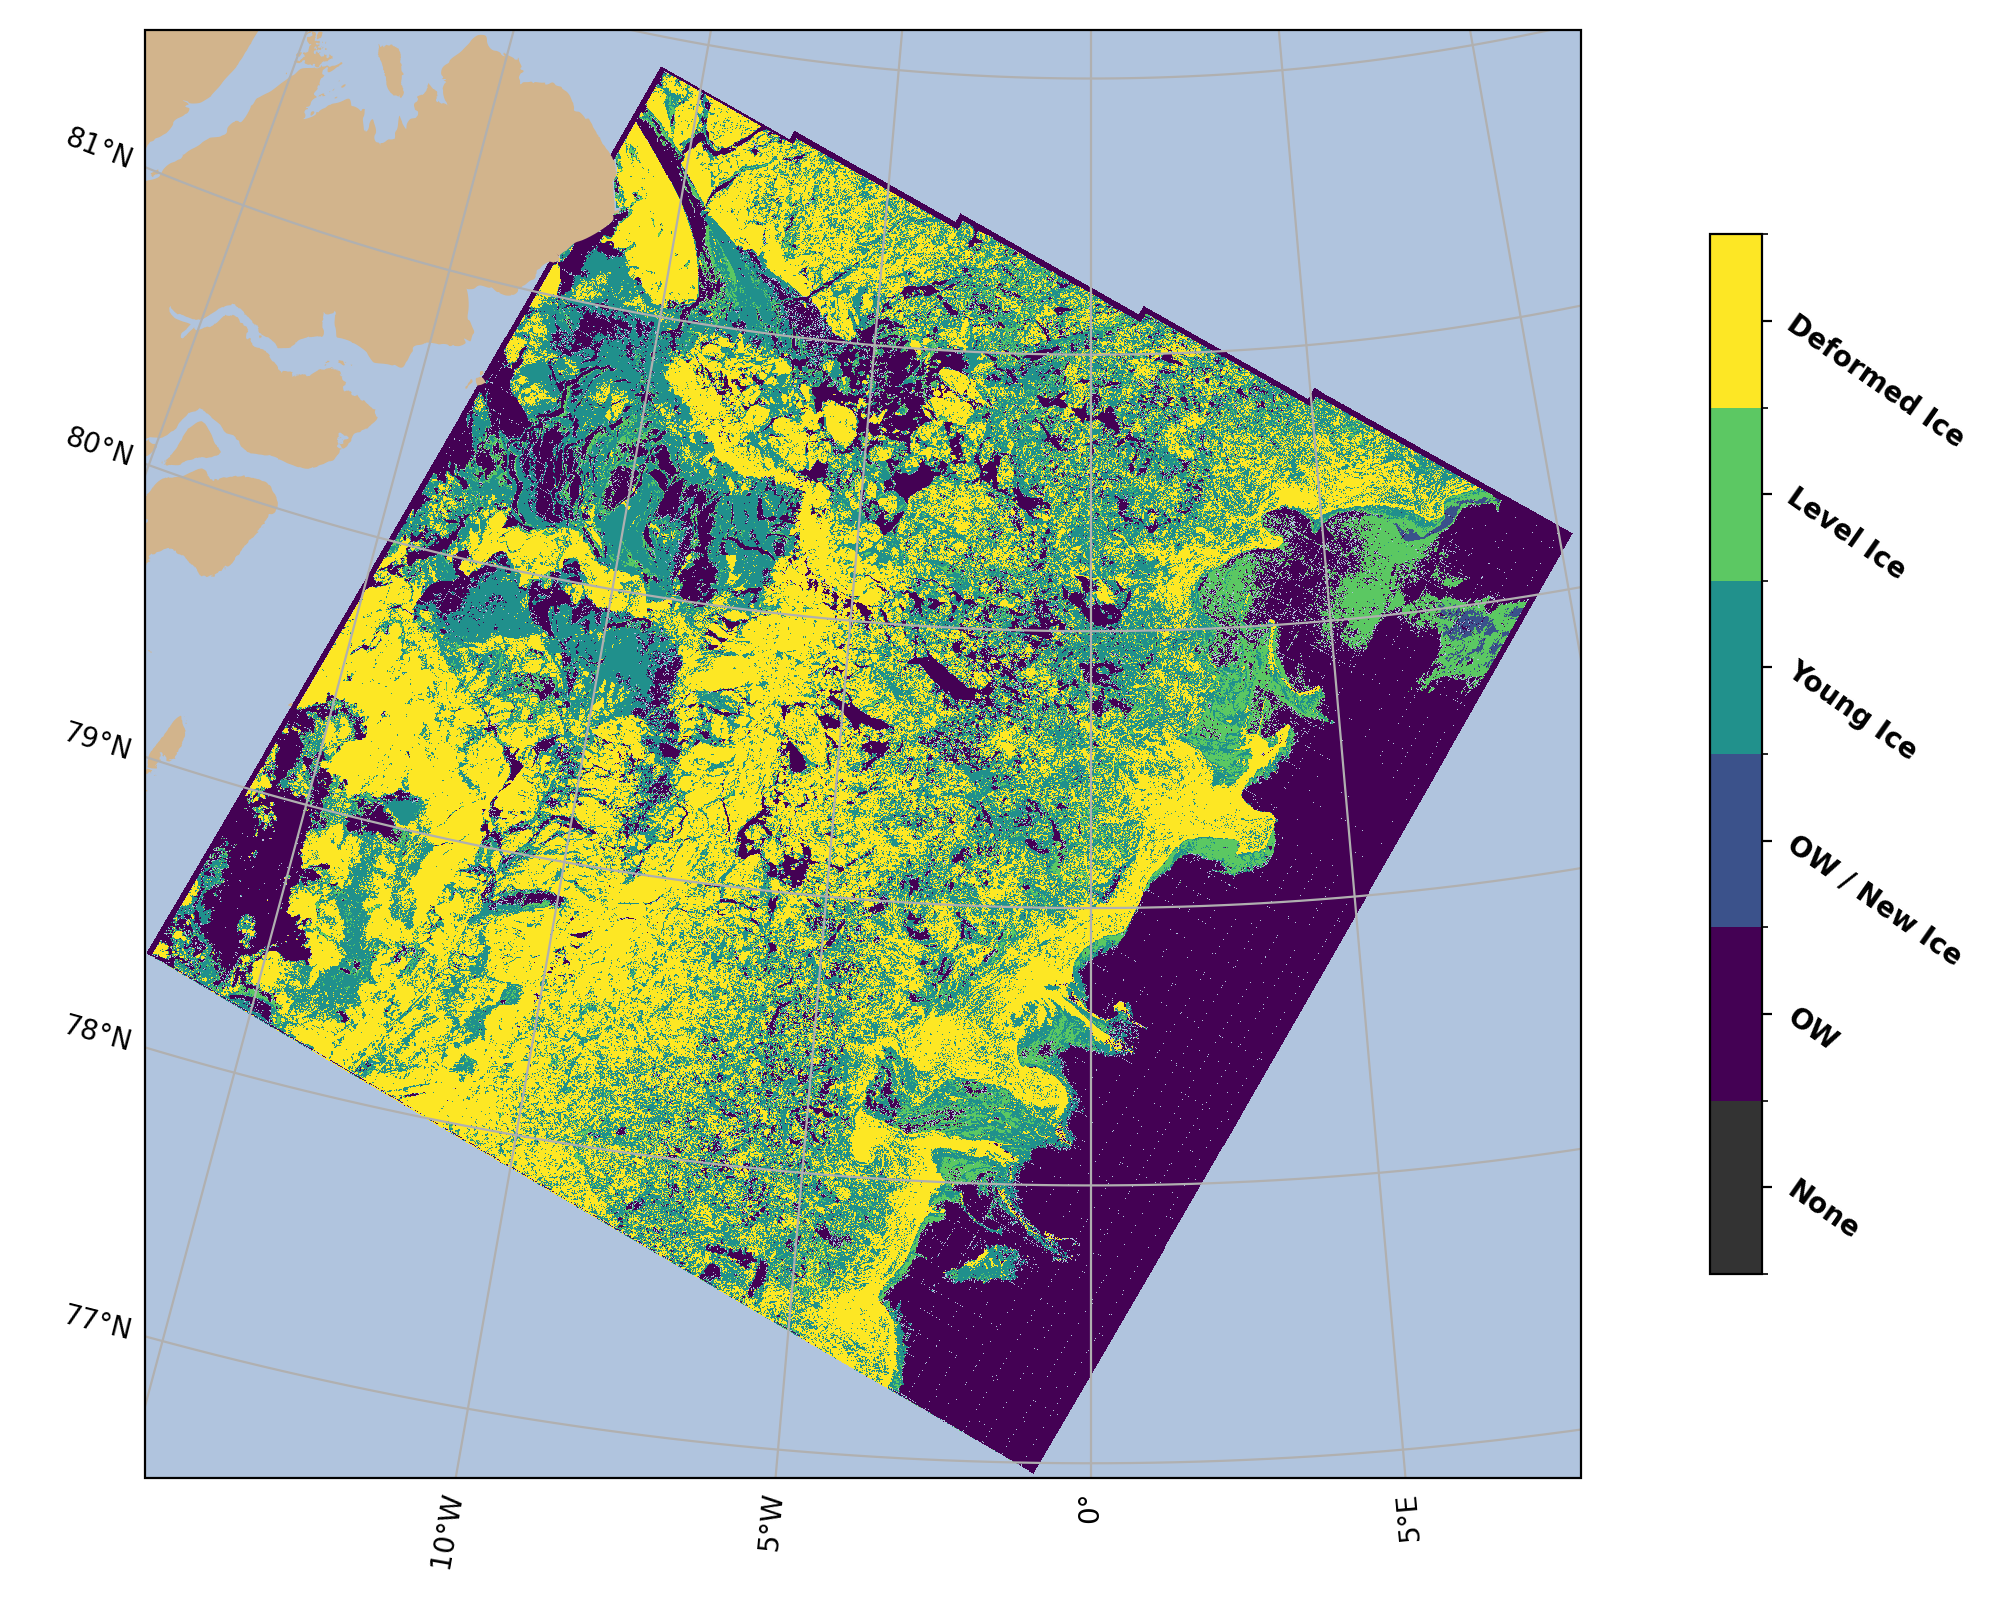 81°N
80°N
79°N
78°N
77°N
10°W
5°W
0°
5°E
Deformed Ice
Level Ice
Young Ice
OW / New Ice
OW
None